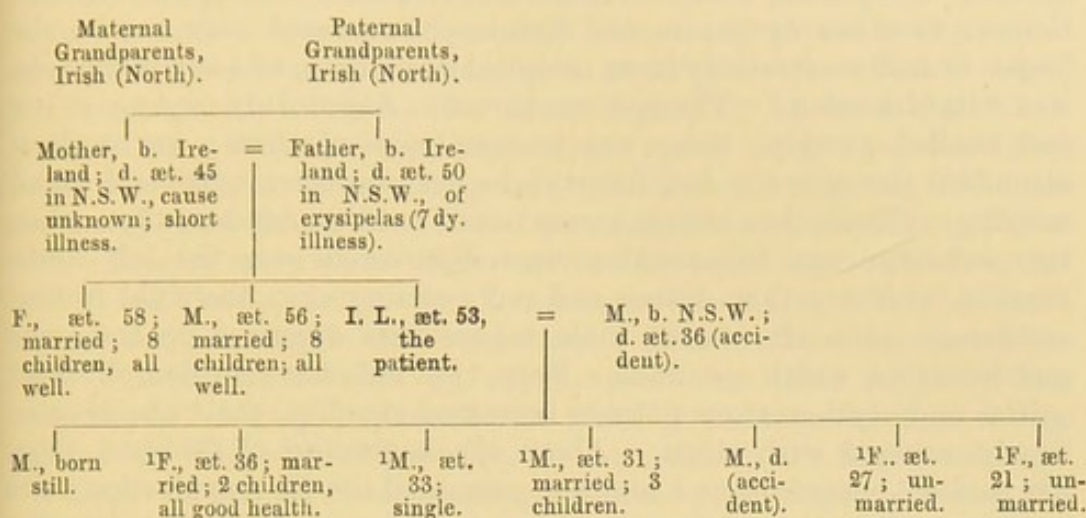 Maternal
Grandparents,
Irish (North).
Paternal
Grandparents,
Irish (North).
Mother, b. Ire-
land; d. æt. 45
in N.S.W., cause
unknown; short
illness.
=
Father, b. Ire-
land; d. æt. 50
in N.S.W., of
erysipelas (7 dy.
illness).
F., æt. 58;
married; 8
children, all
well.
M., æt. 56;
married; 8
children; all
well.
I. L., æt. 53,
the
patient.
=
M., b. N.S.W.;
d. æt. 36 (acci-
dent).
M., born
still.
¹F., æt. 36; mar-
ried; 2 children,
all good health.
¹M., æt.
33;
single.
¹M., æt. 31;
married; 3
children.
M., d.
(acci-
dent).
¹F.. æt.
27; un-
married.
¹F., æt.
21; un-
married.